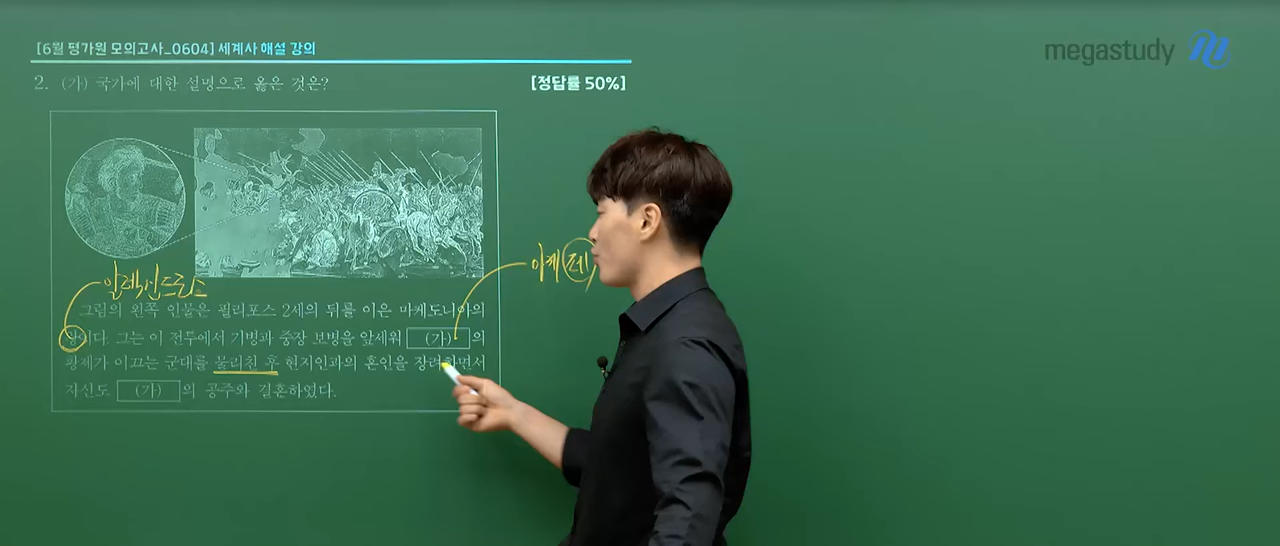 [6월 평가원 모의고사_0604] 세계사 해설 강의
megastudy
2. (가) 국가에 대한 설명으로 옳은 것은?
[정답률 50%]
아케페
알렉산드로스
그림의 왼쪽 인물은 필리포스 2세의 뒤를 이은 마케도니아의
왕이다. 그는 이 전투에서 기병과 중장 보병을 앞세워 (가) 의
황제가 이끄는 군대를 물리친 후 현지인과의 혼인을 장려하면서
자신도 (가) 의 공주와 결혼하였다.